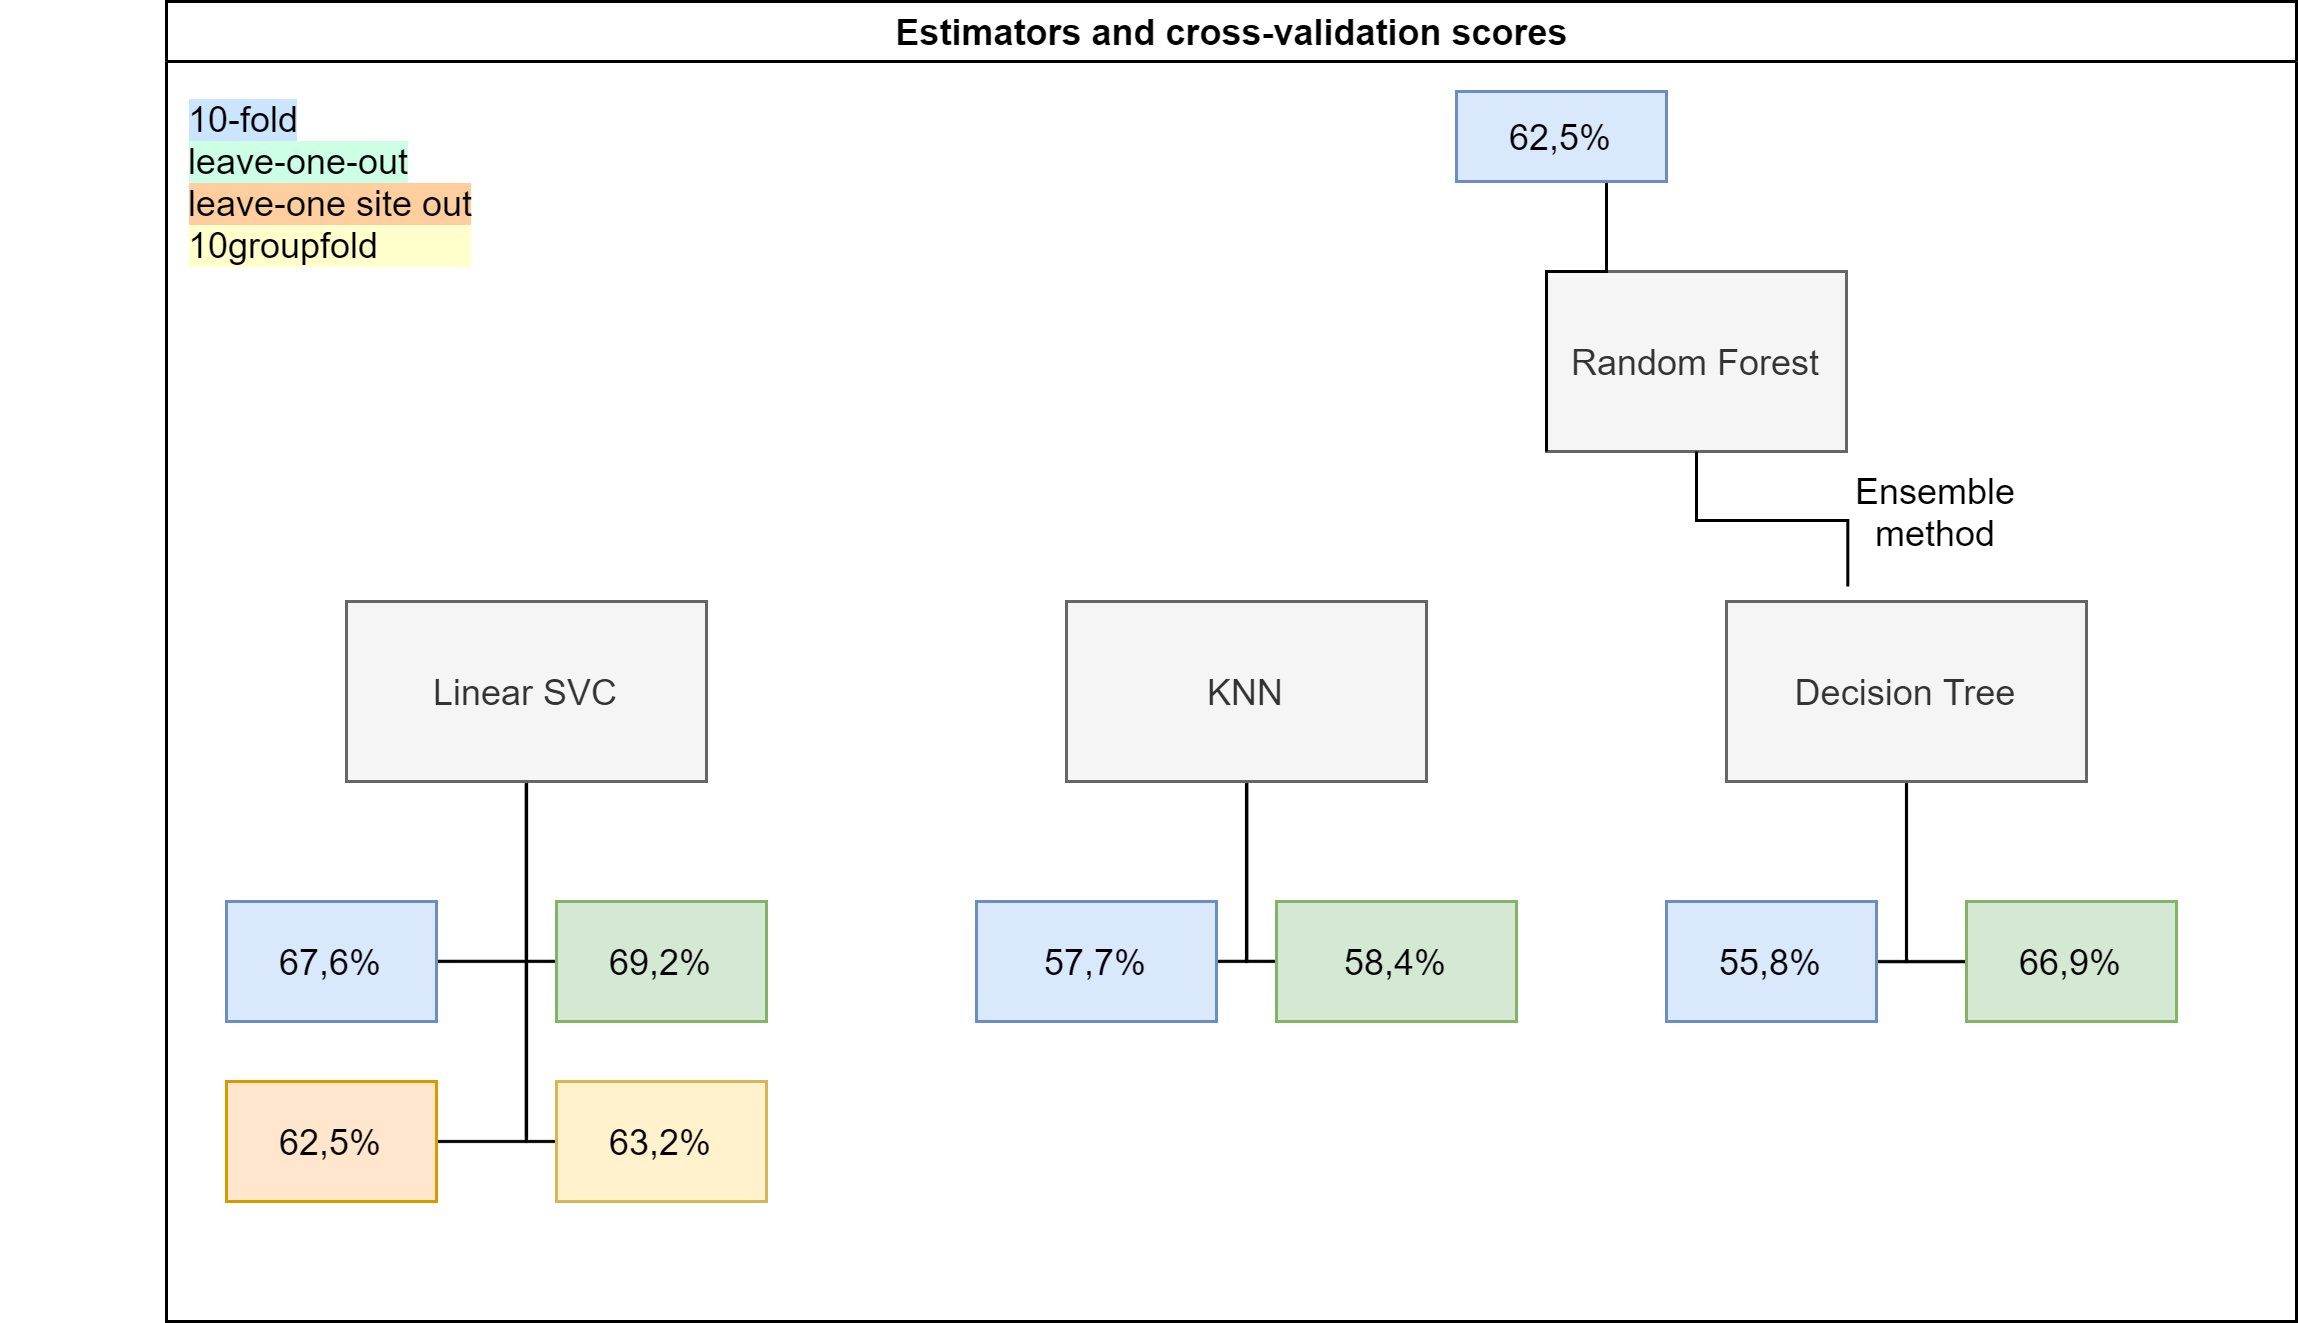 Estimators and cross-validation scores
10-fold
leave-one-out
leave-one site out
10groupfold
62,5%
Random Forest
Ensemble
method
Linear SVC
KNN
Decision Tree
67,6%
69,2%
57,7%
58,4%
55,8%
66,9%
62,5%
63,2%